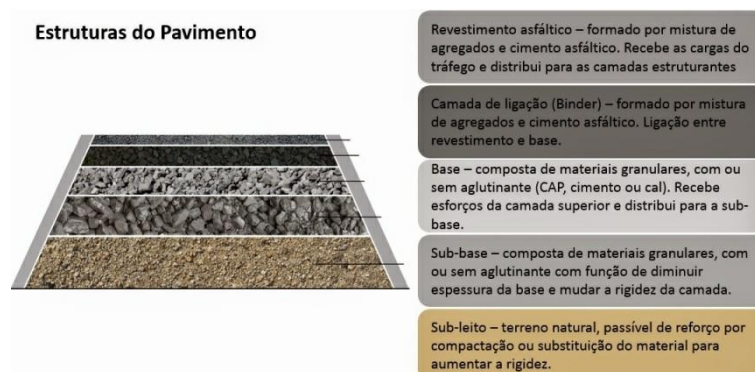 Estruturas do Pavimento
Revestimento asfáltico – formado por mistura de
agregados e cimento asfáltico. Recebe as cargas do
tráfego e distribui para as camadas estruturantes
Camada de ligação (Binder) – formado por mistura
de agregados e cimento asfáltico. Ligação entre
revestimento e base.
Base – composta de materiais granulares, com ou
sem aglutinante (CAP, cimento ou cal). Recebe
esforços da camada superior e distribui para a sub-
base.
Sub-base – composta de materiais granulares, com
ou sem aglutinante com função de diminuir
espessura da base e mudar a rigidez da camada.
Sub-leito – terreno natural, passível de reforço por
compactação ou substituição do material para
aumentar a rigidez.